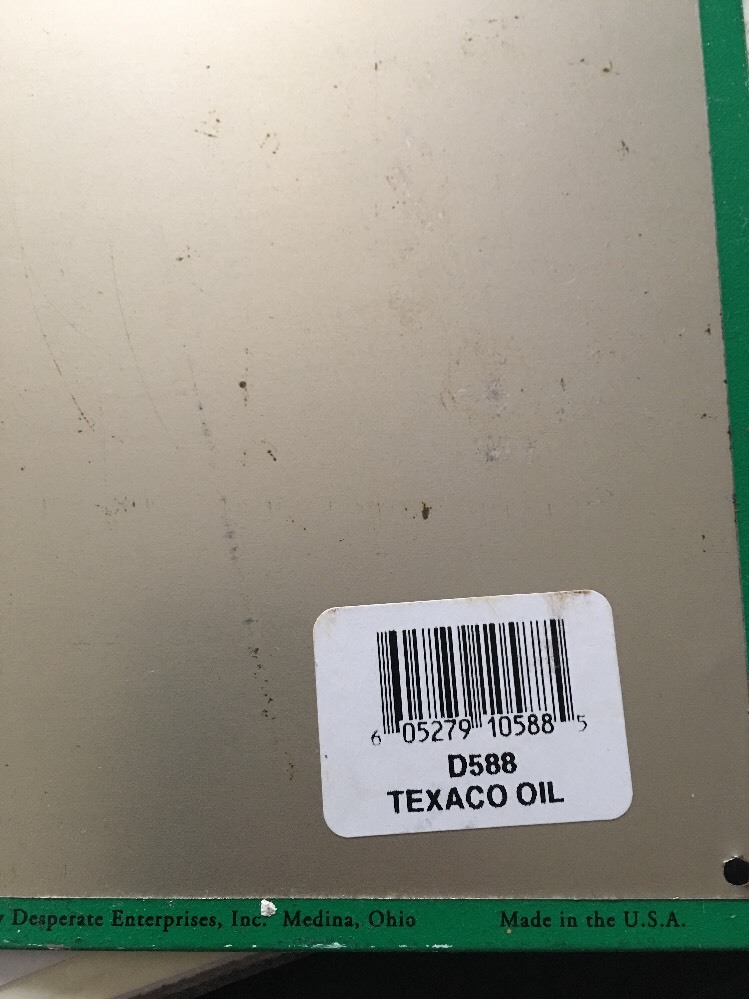 6 05279 10588 5
D588
TEXACO OIL
Desperate Enterprises, Inc. Medina, Ohio Made in the U.S.A.